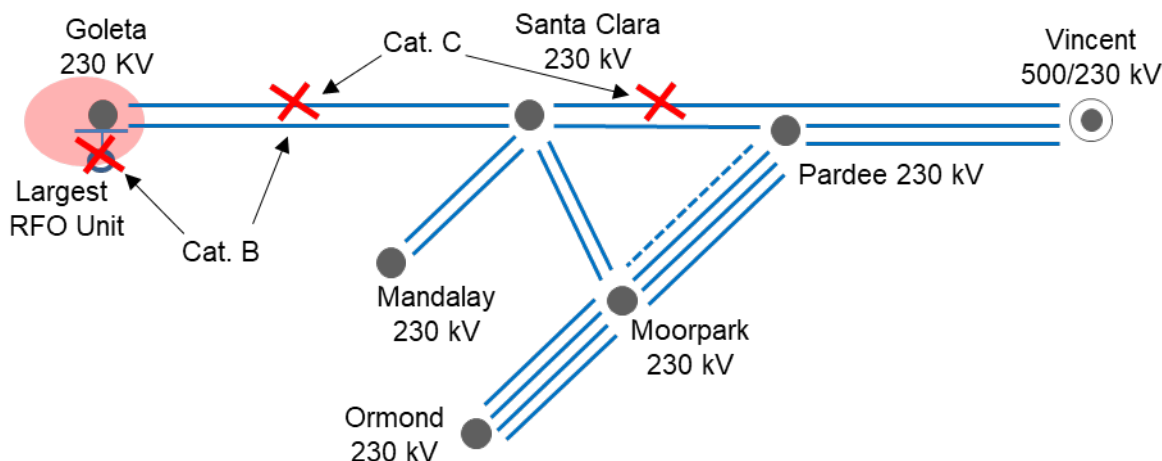 Goleta
230 KV
Cat. C
Santa Clara
230 kV
Vincent
500/230 kV
Largest
RFO Unit
Cat. B
Pardee 230 kV
Mandalay
230 kV
Moorpark
230 kV
Ormond
230 kV